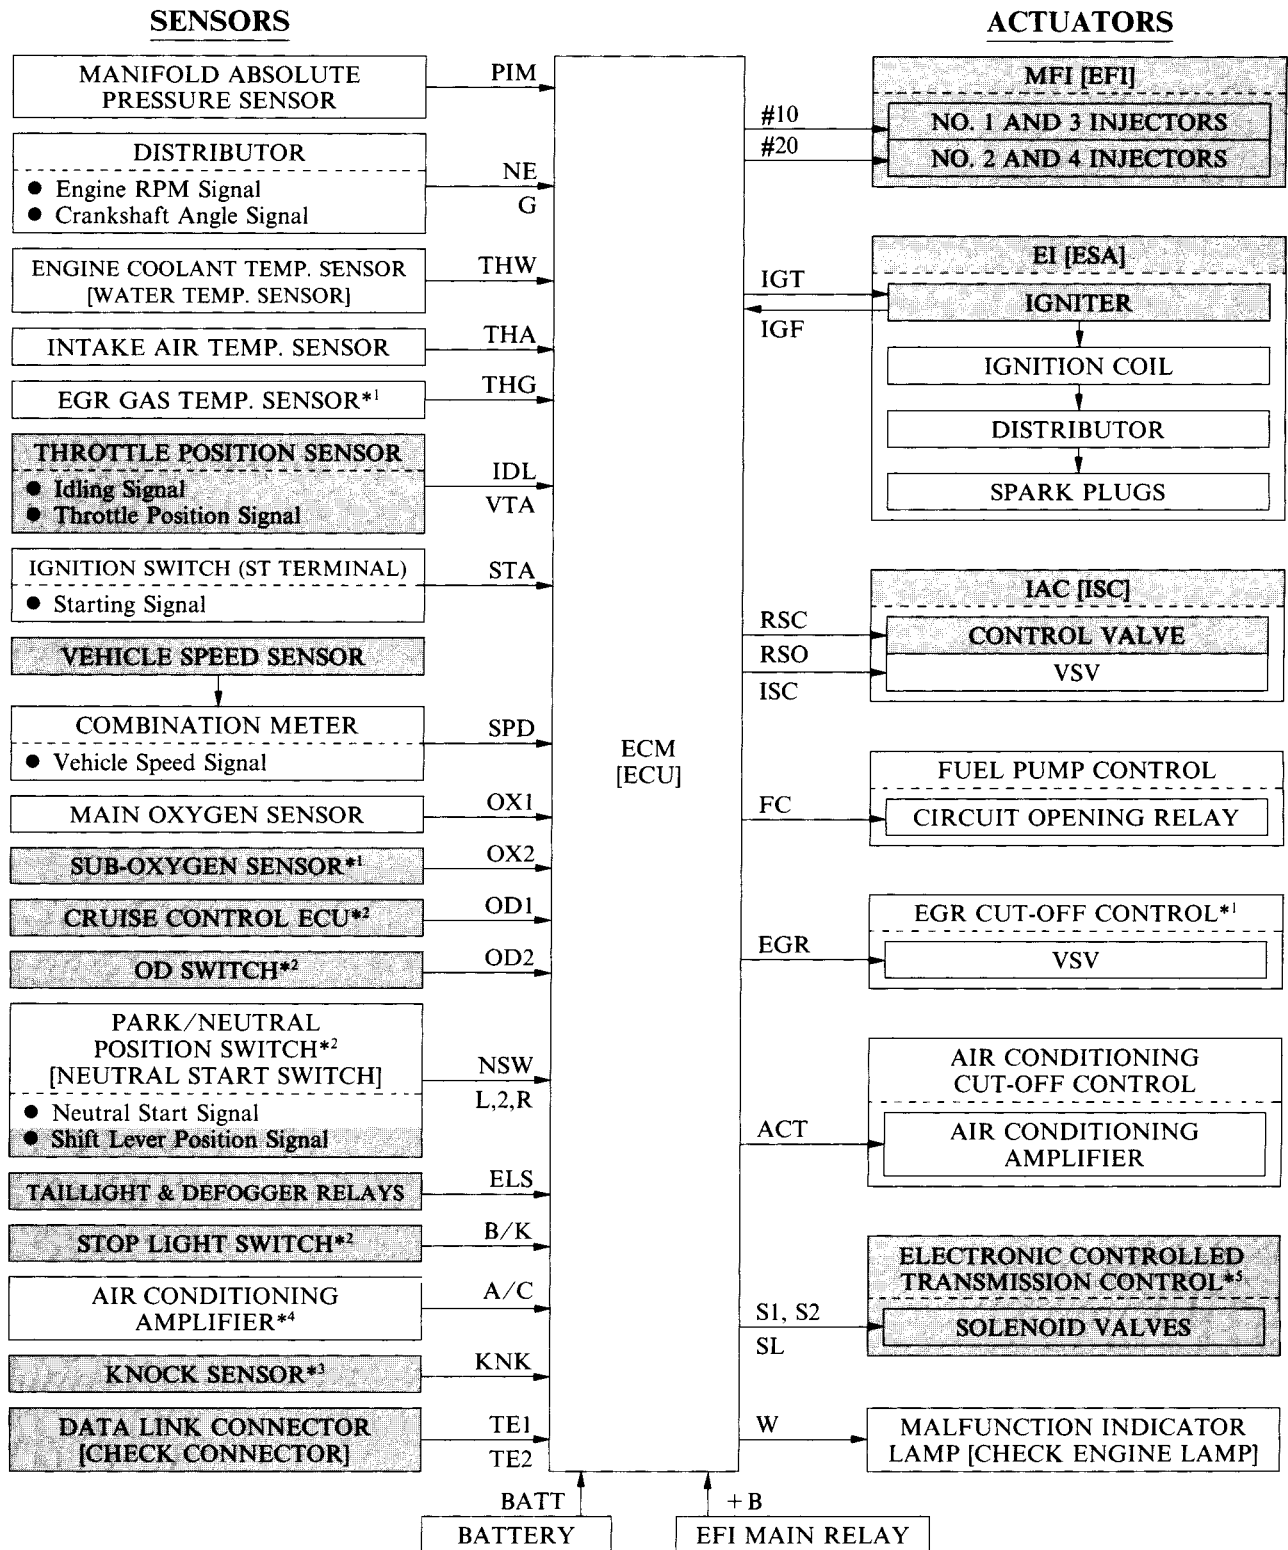 SENSORS
MANIFOLD ABSOLUTE
PRESSURE SENSOR
PIM
DISTRIBUTOR
● Engine RPM Signal
● Crankshaft Angle Signal
NE
G
ENGINE COOLANT TEMP. SENSOR
[WATER TEMP. SENSOR]
THW
INTAKE AIR TEMP. SENSOR
THA
EGR GAS TEMP. SENSOR*1
THG
THROTTLE POSITION SENSOR
● Idling Signal
● Throttle Position Signal
IDL
VTA
IGNITION SWITCH (ST TERMINAL)
● Starting Signal
STA
VEHICLE SPEED SENSOR
COMBINATION METER
● Vehicle Speed Signal
SPD
MAIN OXYGEN SENSOR
OX1
SUB-OXYGEN SENSOR*1
OX2
CRUISE CONTROL ECU*2
OD1
OD SWITCH*2
OD2
PARK/NEUTRAL
POSITION SWITCH*2
[NEUTRAL START SWITCH]
● Neutral Start Signal
● Shift Lever Position Signal
NSW
L,2,R
TAILLIGHT & DEFOGGER RELAYS
ELS
STOP LIGHT SWITCH*2
B/K
AIR CONDITIONING
AMPLIFIER*4
A/C
KNOCK SENSOR*3
KNK
DATA LINK CONNECTOR
[CHECK CONNECTOR]
TE1
TE2
BATT
BATTERY
+B
EFI MAIN RELAY
ECM
[ECU]
ACTUATORS
MFI [EFI]
#10
NO. 1 AND 3 INJECTORS
#20
NO. 2 AND 4 INJECTORS
EI [ESA]
IGT
IGF
IGNITER
IGNITION COIL
DISTRIBUTOR
SPARK PLUGS
IAC [ISC]
RSC
RSO
ISC
CONTROL VALVE
VSV
FUEL PUMP CONTROL
FC
CIRCUIT OPENING RELAY
EGR CUT-OFF CONTROL*1
EGR
VSV
AIR CONDITIONING
CUT-OFF CONTROL
ACT
AIR CONDITIONING
AMPLIFIER
ELECTRONIC CONTROLLED
TRANSMISSION CONTROL*5
S1, S2
SL
SOLENOID VALVES
W
MALFUNCTION INDICATOR
LAMP [CHECK ENGINE LAMP]